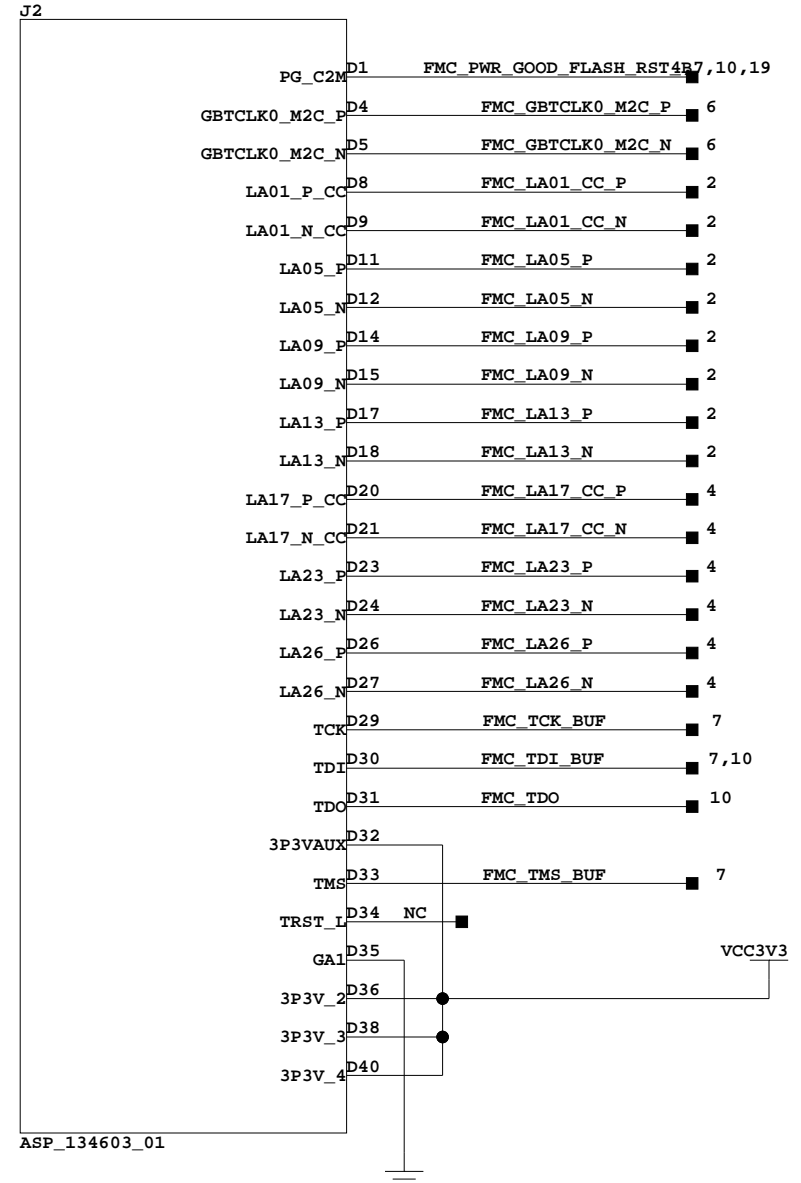 J2
PG_C2M D1 FMC_PWR_GOOD_FLASH_RST4B 7,10,19
GBTCLK0_M2C_P D4 FMC_GBTCLK0_M2C_P 6
GBTCLK0_M2C_N D5 FMC_GBTCLK0_M2C_N 6
LA01_P_CC D8 FMC_LA01_CC_P 2
LA01_N_CC D9 FMC_LA01_CC_N 2
LA05_P D11 FMC_LA05_P 2
LA05_N D12 FMC_LA05_N 2
LA09_P D14 FMC_LA09_P 2
LA09_N D15 FMC_LA09_N 2
LA13_P D17 FMC_LA13_P 2
LA13_N D18 FMC_LA13_N 2
LA17_P_CC D20 FMC_LA17_CC_P 4
LA17_N_CC D21 FMC_LA17_CC_N 4
LA23_P D23 FMC_LA23_P 4
LA23_N D24 FMC_LA23_N 4
LA26_P D26 FMC_LA26_P 4
LA26_N D27 FMC_LA26_N 4
TCK D29 FMC_TCK_BUF 7
TDI D30 FMC_TDI_BUF 7,10
TDO D31 FMC_TDO 10
3P3VAUX D32
TMS D33 FMC_TMS_BUF 7
TRST_L D34 NC
GA1 D35 VCC3V3
3P3V_2 D36
3P3V_3 D38
3P3V_4 D40
ASP_134603_01